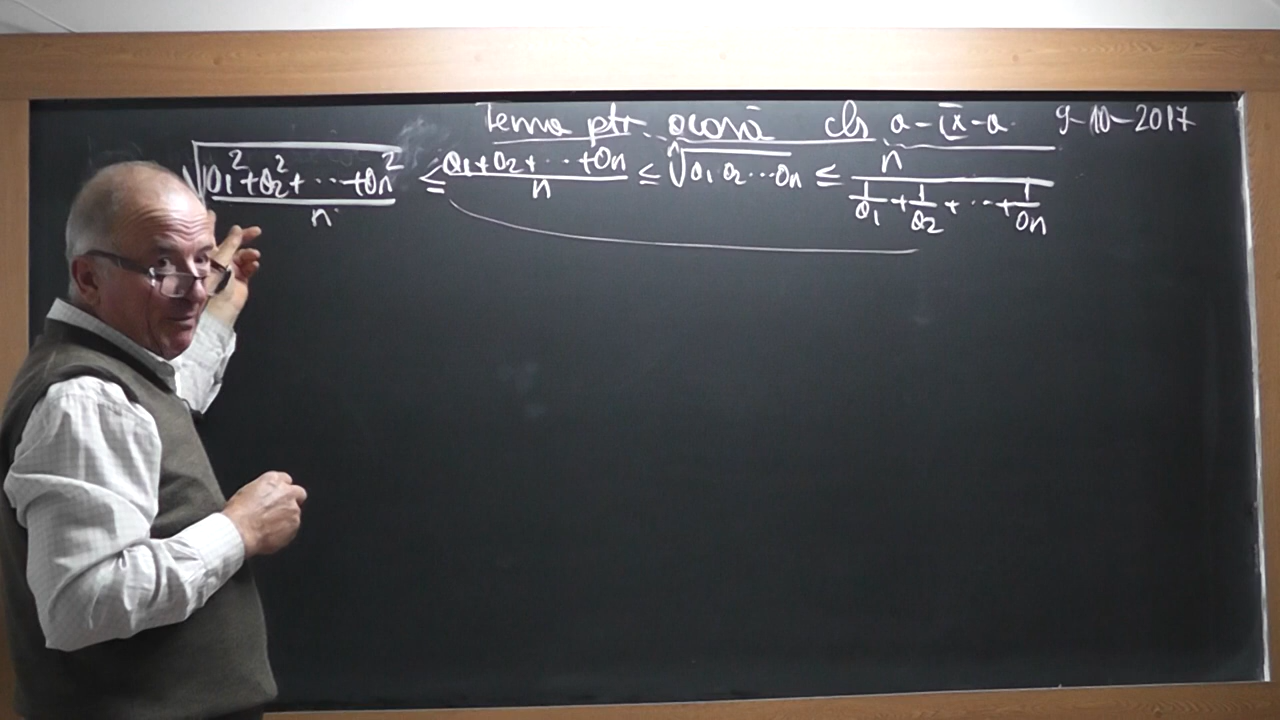 Tema ptr. acasă cls a-IX-a 9-10-2017
√((a₁²+a₂²+...+an²)/n) ≤ (a₁+a₂+...+an)/n ≤ ⁿ√(a₁a₂...an) ≤ n/(1/a₁+1/a₂+...+1/an)